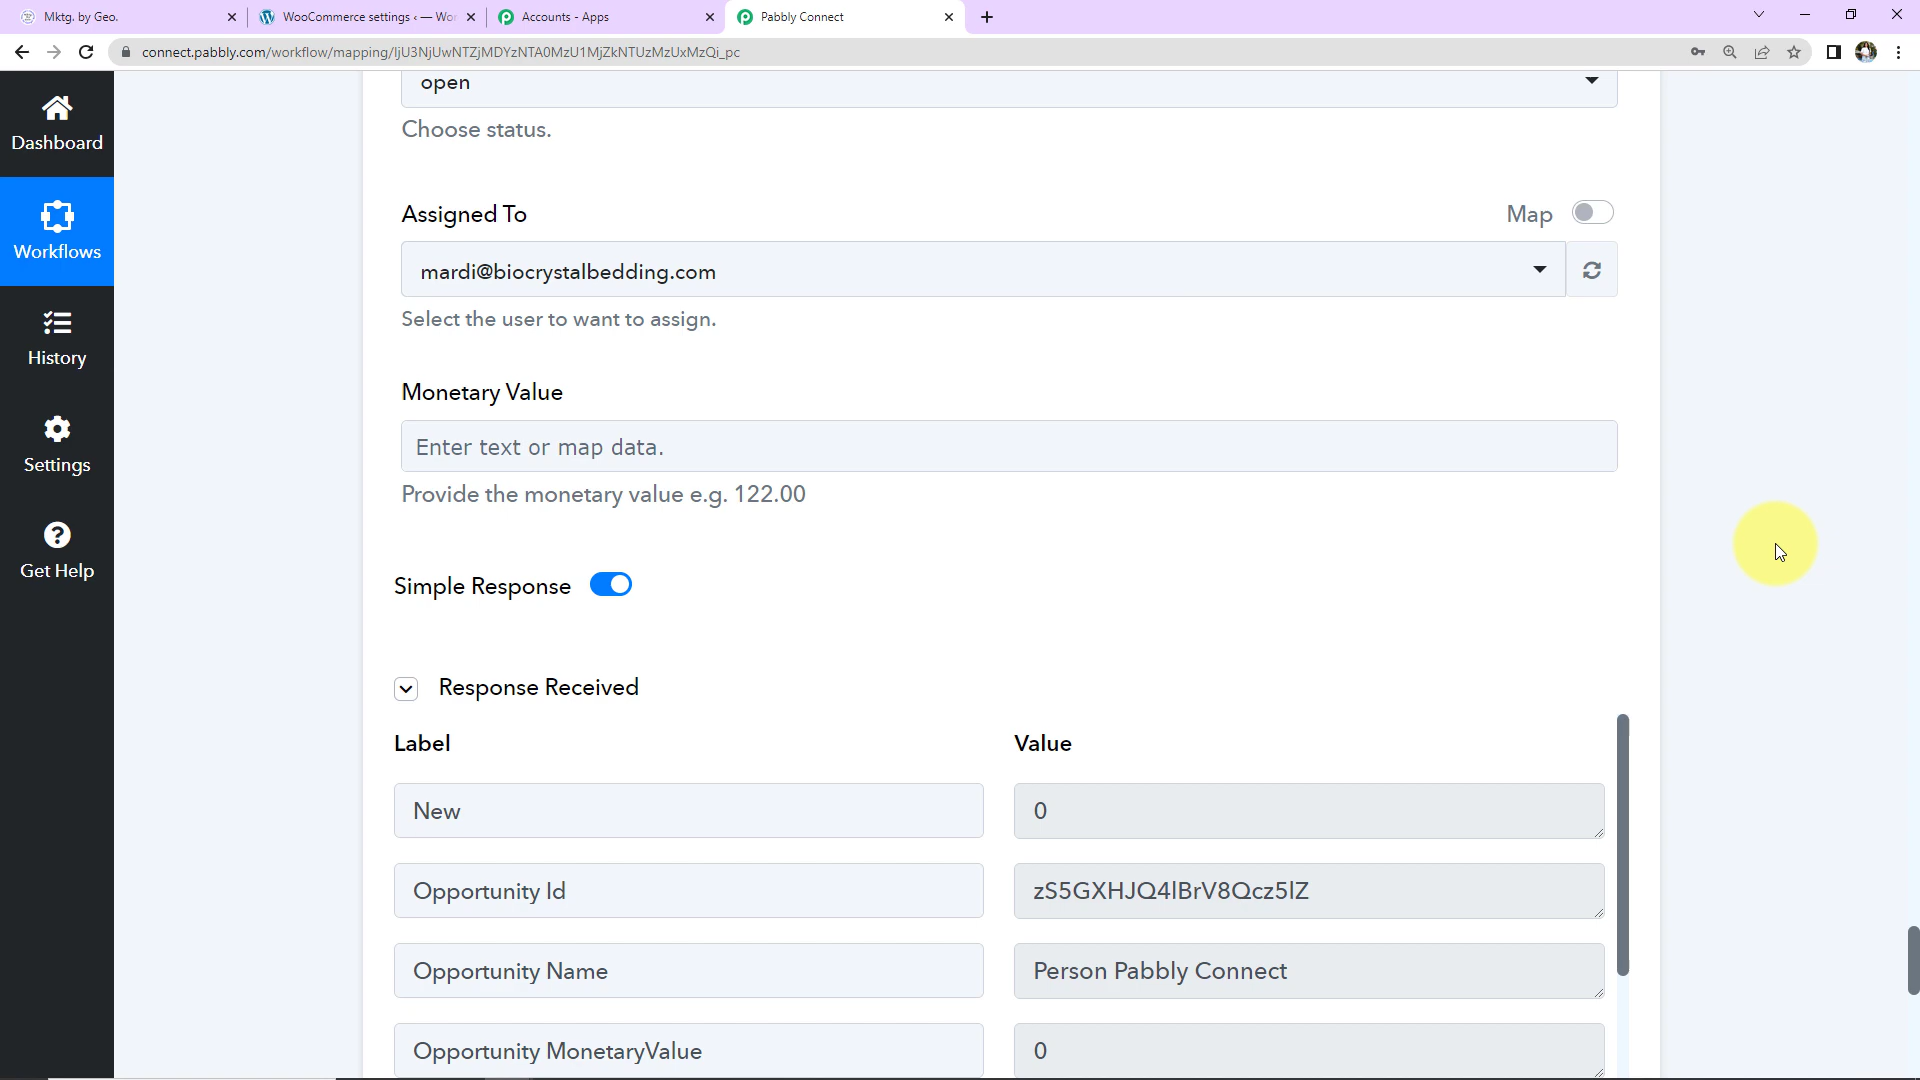 Mktg. by Geo.
WooCommerce settings ‹ — Wor
Accounts - Apps
Pabbly Connect
connect.pabbly.com/workflow/mapping/IjU3NjUwNTZjMDYzNTA0MzU1MjZkNTUzMzUxMzQi_pc
open
Choose status.
Dashboard
Assigned To
Map
Workflows
mardi@biocrystalbedding.com
Select the user to want to assign.
History
Monetary Value
Enter text or map data.
Settings
Provide the monetary value e.g. 122.00
Get Help
Simple Response
Response Received
Label
Value
New
0
Opportunity Id
zS5GXHJQ4lBrV8Qcz5lZ
Opportunity Name
Person Pabbly Connect
Opportunity MonetaryValue
0